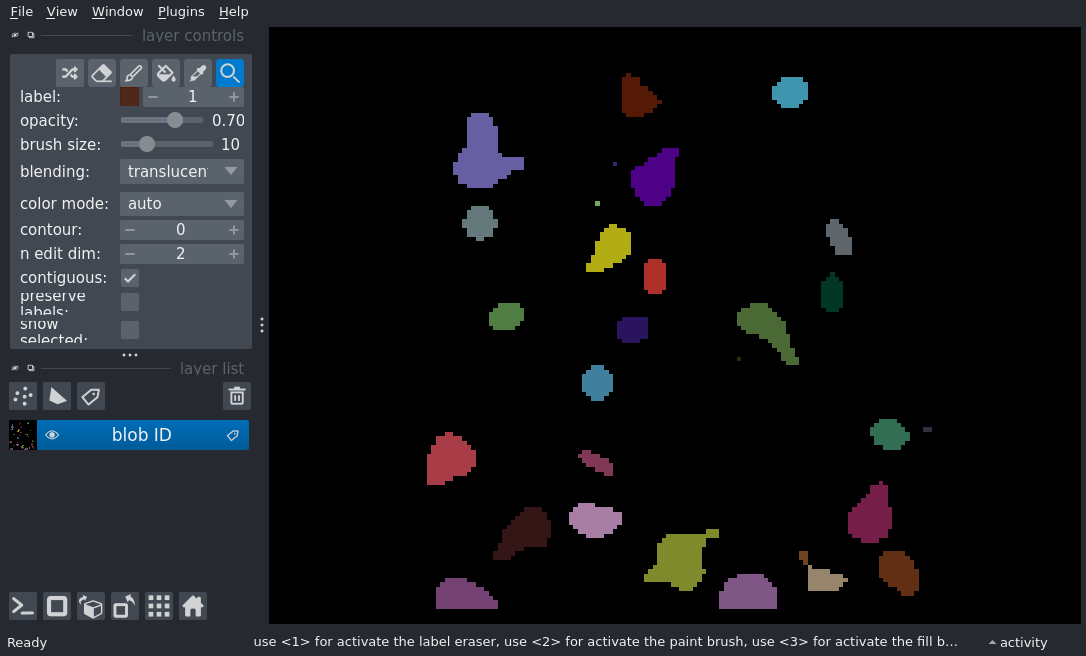 File View Window Plugins Help
layer controls
label: 1
opacity: 0.70
brush size: 10
blending: translucen
color mode: auto
contour: 0
n edit dim: 2
contiguous:
preserve
labels:
show
selected:
layer list
blob ID
Ready use <1> for activate the label eraser, use <2> for activate the paint brush, use <3> for activate the fill b... activity